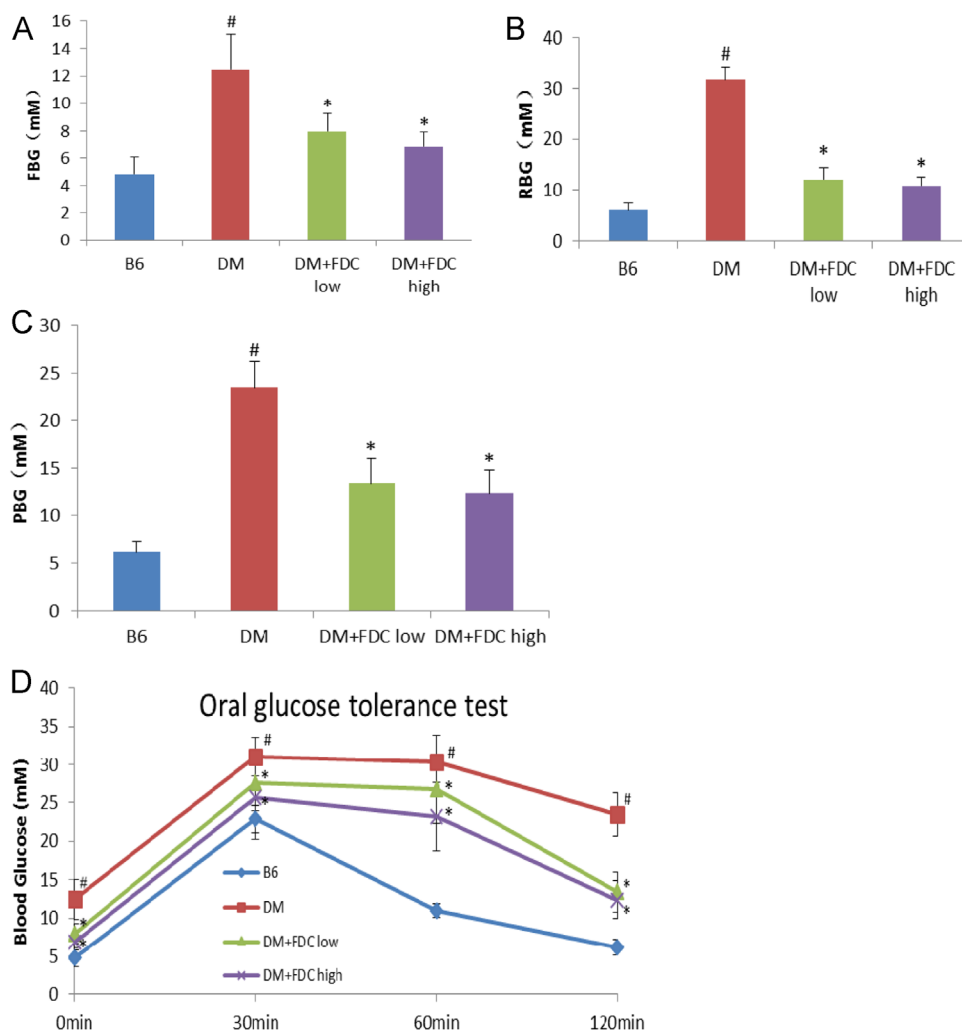 A
FBG（mM）
16
14
12
10
8
6
4
2
0
#
*
*
B6
DM
DM+FDC
low
DM+FDC
high
B
RBG（mM）
40
30
20
10
0
#
*
*
B6
DM
DM+FDC
low
DM+FDC
high
C
PBG（mM）
30
25
20
15
10
5
0
#
*
*
B6
DM
DM+FDC low
DM+FDC high
D
Oral glucose tolerance test
Blood Glucose (mM)
40
35
30
25
20
15
10
5
0
#
*
*
#
*
*
#
*
*
#
*
*
B6
DM
DM+FDC low
DM+FDC high
0min
30min
60min
120min